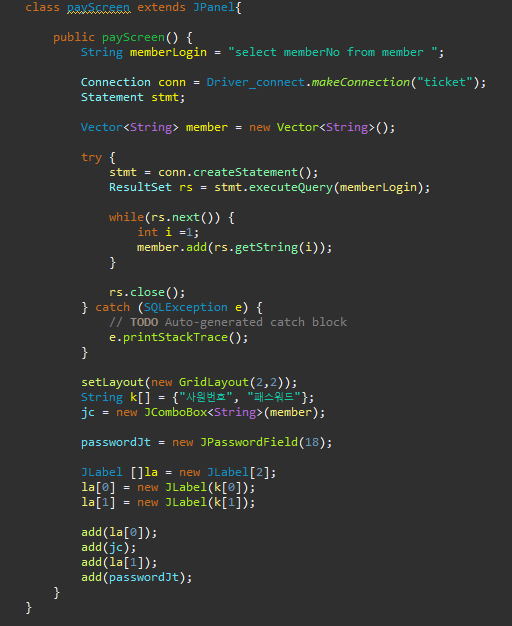 class payScreen extends JPanel{
public payScreen() {
String memberLogin = "select memberNo from member ";
Connection conn = Driver_connect.makeConnection("ticket");
Statement stmt;
Vector<String> member = new Vector<String>();
try {
stmt = conn.createStatement();
ResultSet rs = stmt.executeQuery(memberLogin);
while(rs.next()) {
int i =1;
member.add(rs.getString(i));
}
rs.close();
} catch (SQLException e) {
// TODO Auto-generated catch block
e.printStackTrace();
}
setLayout(new GridLayout(2,2));
String k[] = {"사원번호", "패스워드"};
jc = new JComboBox<String>(member);
passwordJt = new JPasswordField(18);
JLabel []la = new JLabel[2];
la[0] = new JLabel(k[0]);
la[1] = new JLabel(k[1]);
add(la[0]);
add(jc);
add(la[1]);
add(passwordJt);
}
}